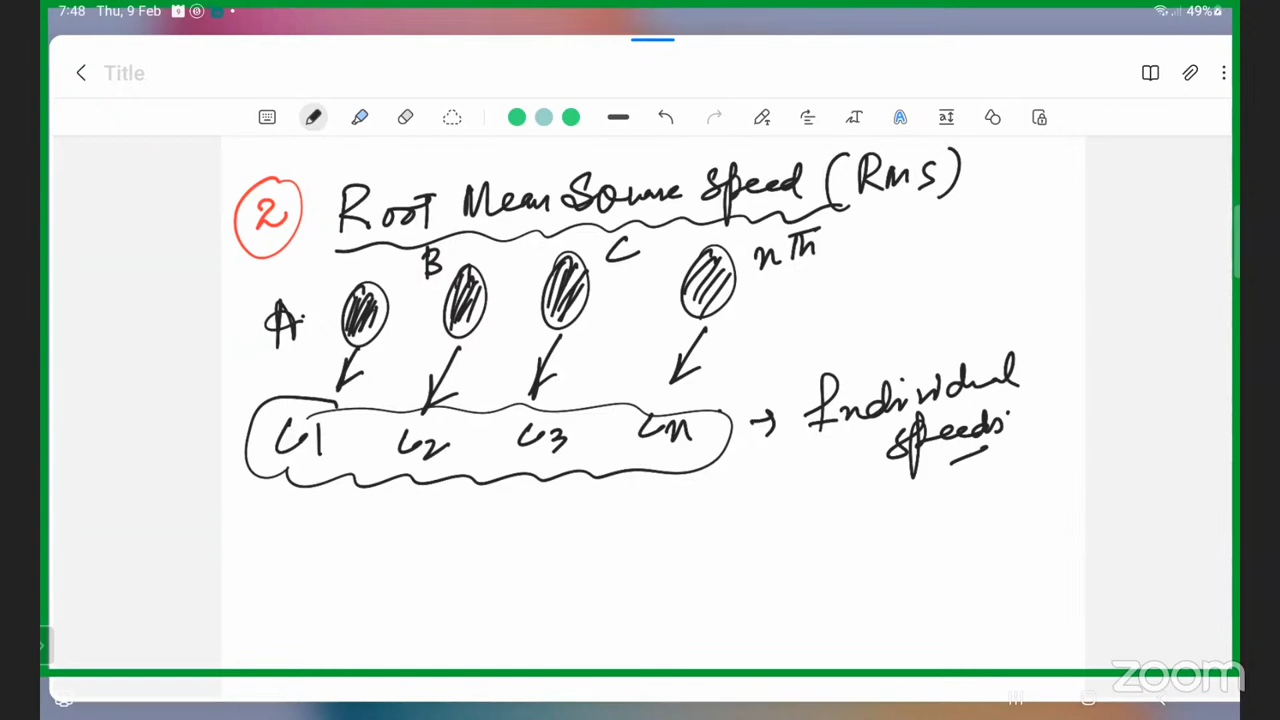 7:48 Thu, 9 Feb
49%
Title
2 Root Mean Square Speed (RMS)
A B C nTh
C1 C2 C3 Cn → Individual
speeds
zoom